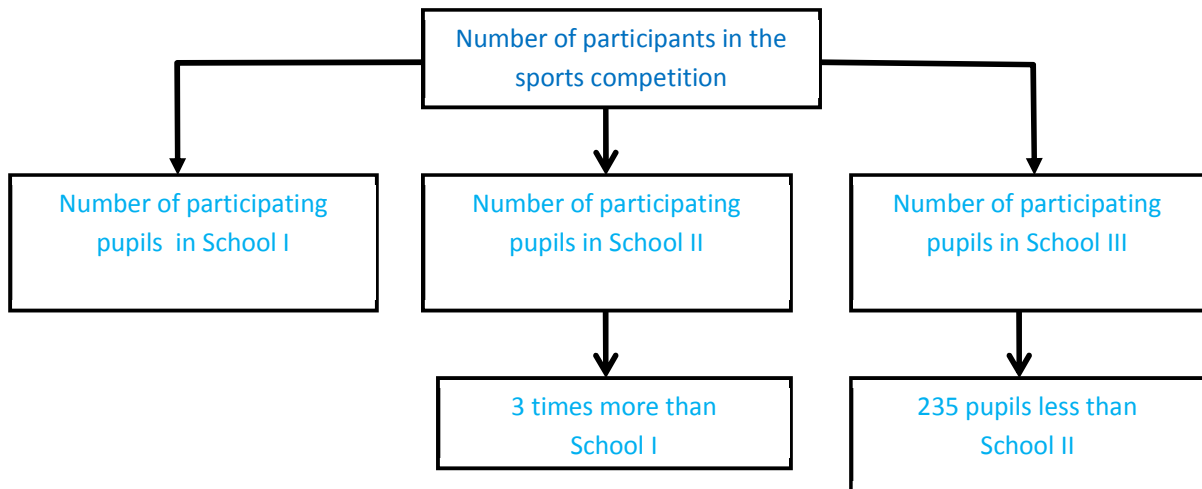 Number of participants in the
sports competition
Number of participating
pupils in School I
Number of participating
pupils in School II
Number of participating
pupils in School III
3 times more than
School I
235 pupils less than
School II